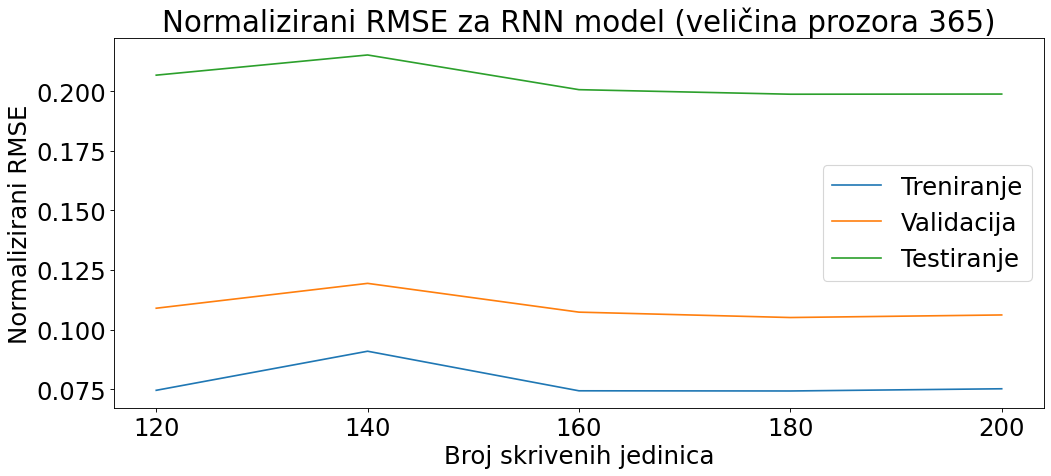 Normalizirani RMSE za RNN model (veličina prozora 365)
Normalizirani RMSE
0.200
0.175
0.150
0.125
0.100
0.075
Treniranje
Validacija
Testiranje
120 140 160 180 200
Broj skrivenih jedinica